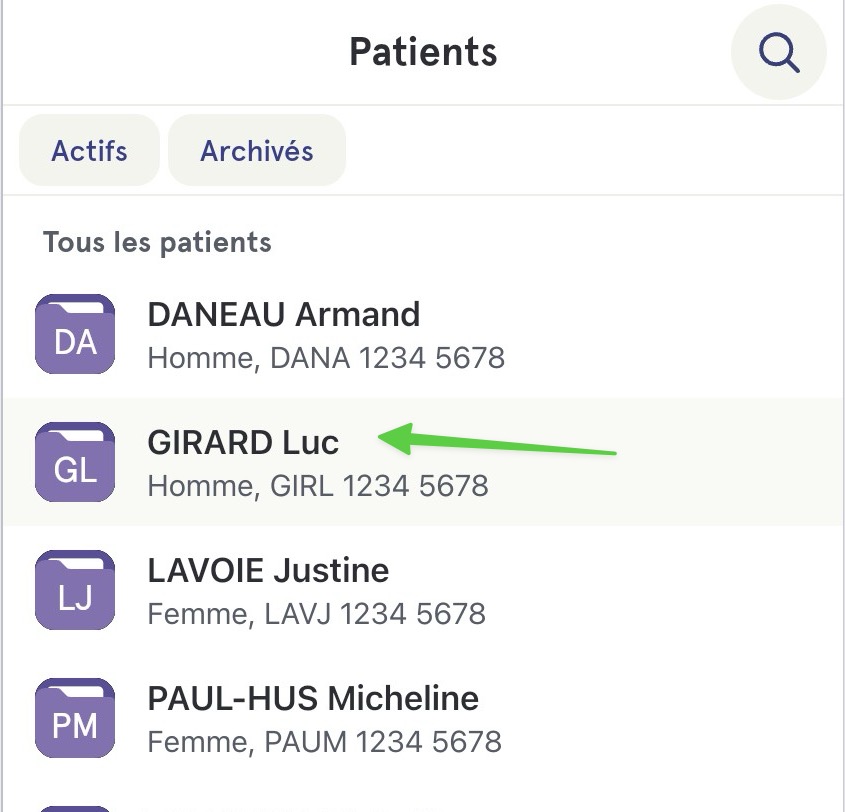 Patients
Actifs Archivés
Tous les patients
DA DANEAU Armand
Homme, DANA 1234 5678
GL GIRARD Luc
Homme, GIRL 1234 5678
LJ LAVOIE Justine
Femme, LAVJ 1234 5678
PM PAUL-HUS Micheline
Femme, PAUM 1234 5678